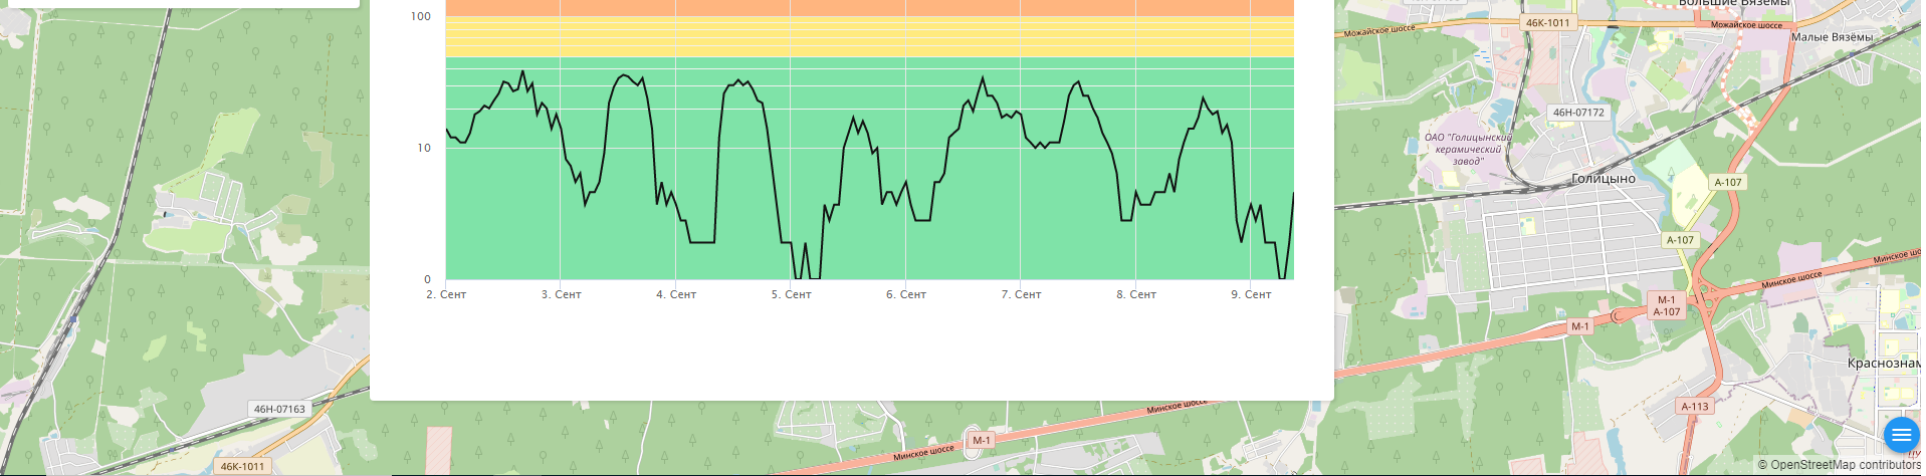 Большие Вязёмы
46К-1011
Можайское шоссе
Можайское шоссе
Малые Вязёмы
100
46Н-07172
ОАО "Голицынский
керамический
завод"
10
Голицыно
А-107
А-107
Минское шоссе
Минское шоссе
0
2. Сент
3. Сент
4. Сент
5. Сент
6. Сент
7. Сент
8. Сент
9. Сент
М-1
А-107
М-1
Краснознам
46Н-07163
Минское шоссе
А-113
М-1
Минское шоссе
46К-1011
© OpenStreetMap contributors